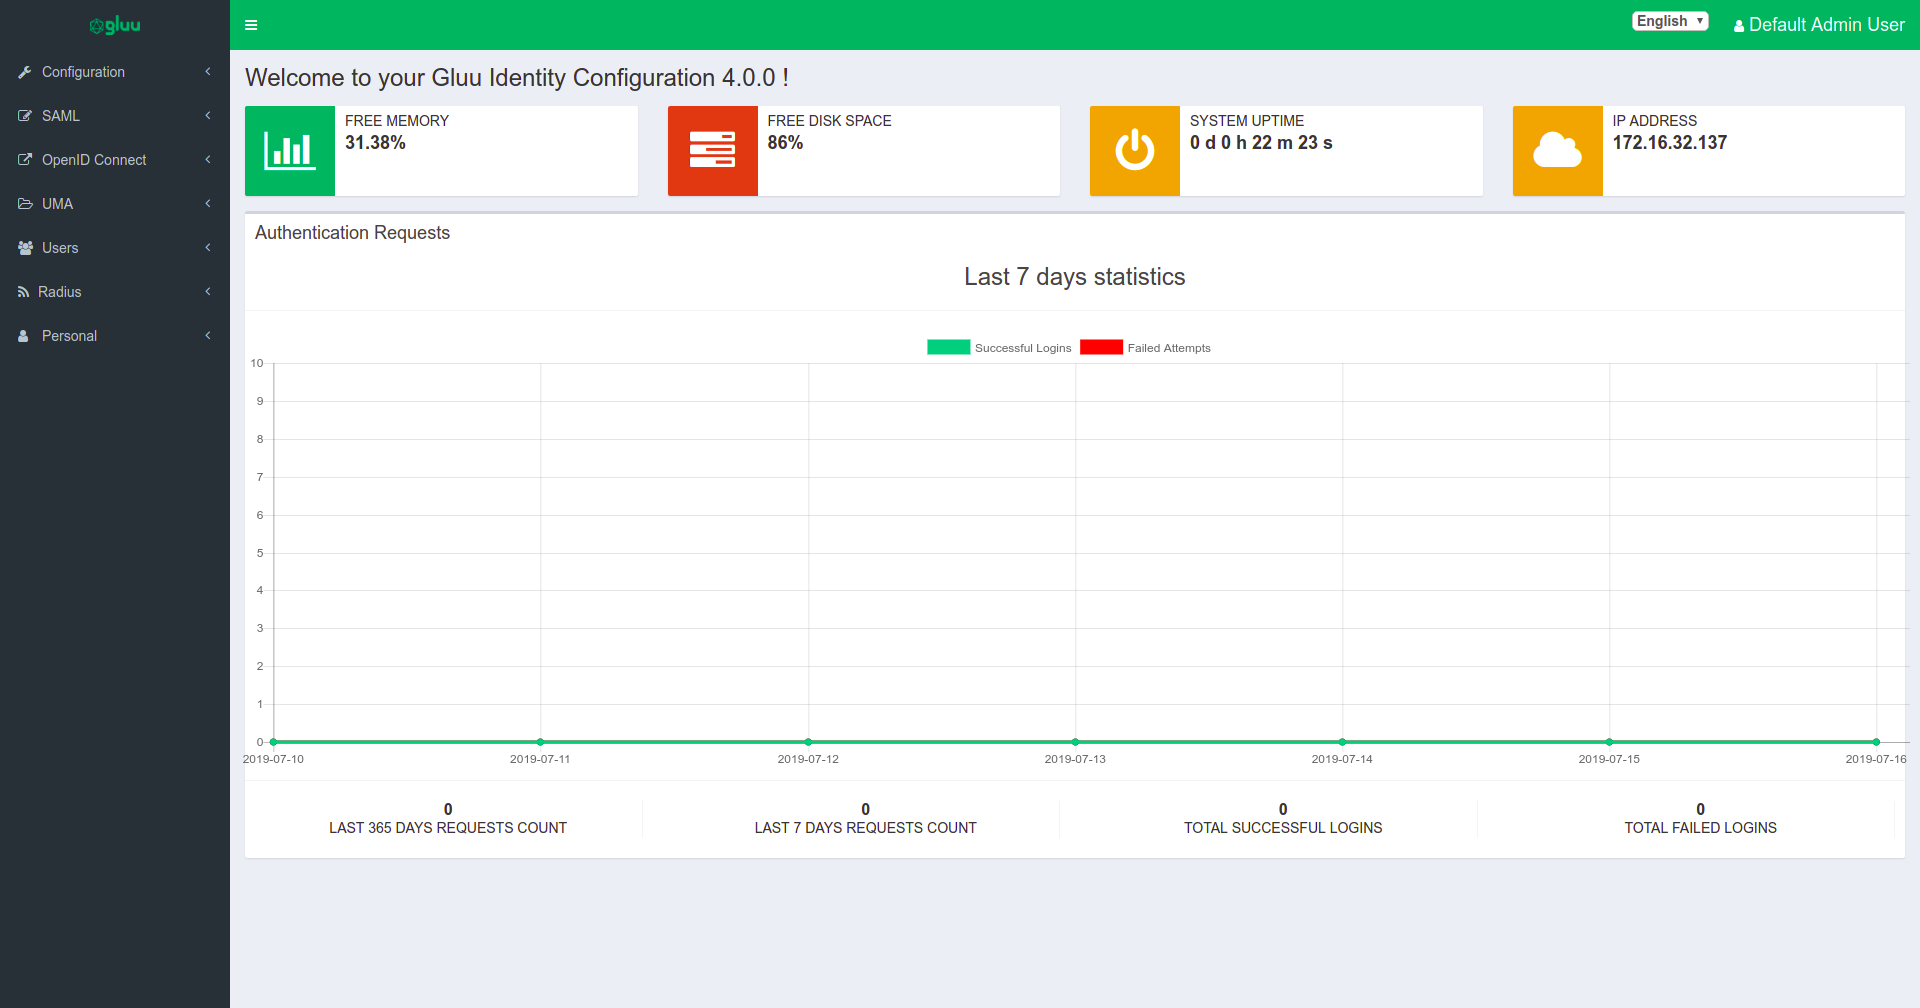 gluu
English
Default Admin User
Configuration
SAML
OpenID Connect
UMA
Users
Radius
Personal
Welcome to your Gluu Identity Configuration 4.0.0 !
FREE MEMORY
31.38%
FREE DISK SPACE
86%
SYSTEM UPTIME
0 d 0 h 22 m 23 s
IP ADDRESS
172.16.32.137
Authentication Requests
Last 7 days statistics
Successful Logins
Failed Attempts
10
9
8
7
6
5
4
3
2
1
0
2019-07-10
2019-07-11
2019-07-12
2019-07-13
2019-07-14
2019-07-15
2019-07-16
0
LAST 365 DAYS REQUESTS COUNT
0
LAST 7 DAYS REQUESTS COUNT
0
TOTAL SUCCESSFUL LOGINS
0
TOTAL FAILED LOGINS